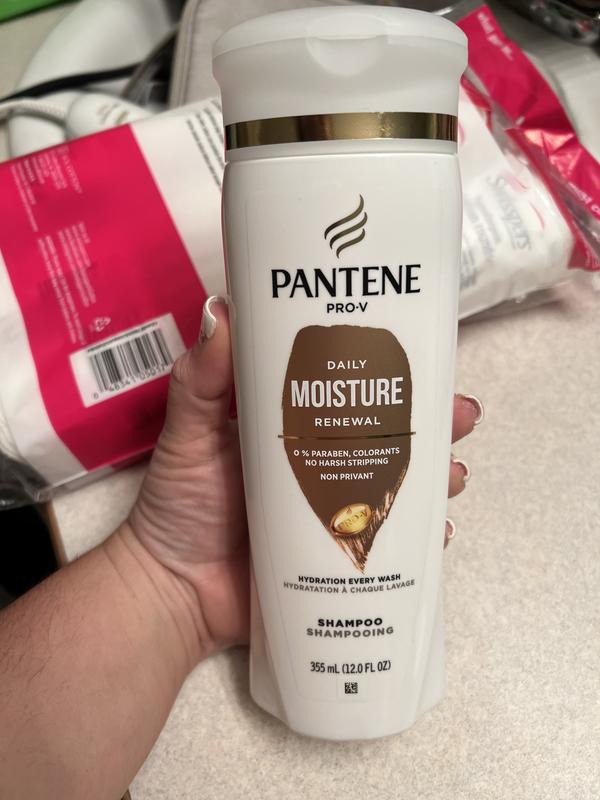 PANTENE
PRO-V
DAILY
MOISTURE
RENEWAL
0 % PARABEN, COLORANTS
NO HARSH STRIPPING
NON PRIVANT
PRO-V
HYDRATION EVERY WASH
HYDRATATION À CHAQUE LAVAGE
SHAMPOO
SHAMPOOING
355 mL (12.0 FL OZ)